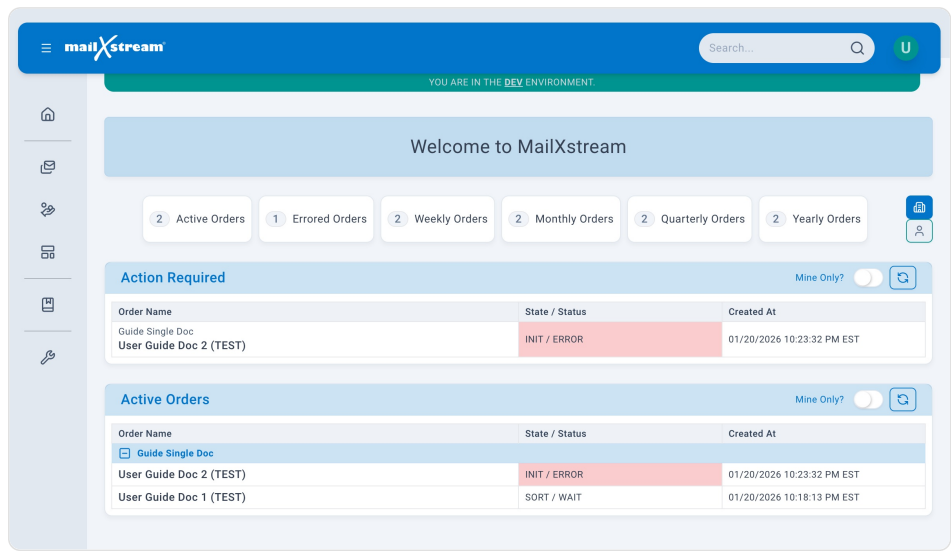 mailXstream
Search...
U
YOU ARE IN THE DEV ENVIRONMENT.
Welcome to MailXstream
2 Active Orders
1 Errored Orders
2 Weekly Orders
2 Monthly Orders
2 Quarterly Orders
2 Yearly Orders
Action Required
Mine Only?
Order Name State / Status Created At
Guide Single Doc
User Guide Doc 2 (TEST) INIT / ERROR 01/20/2026 10:23:32 PM EST
Active Orders
Mine Only?
Order Name State / Status Created At
Guide Single Doc
User Guide Doc 2 (TEST) INIT / ERROR 01/20/2026 10:23:32 PM EST
User Guide Doc 1 (TEST) SORT / WAIT 01/20/2026 10:18:13 PM EST